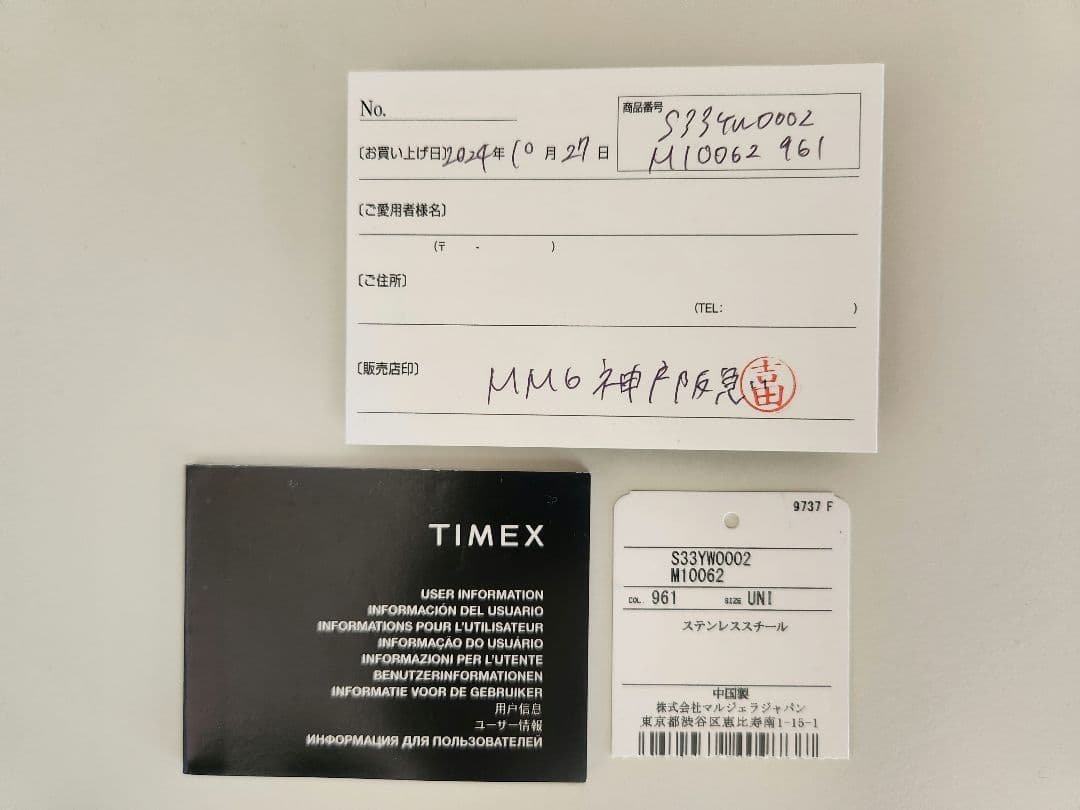 No.
商品番号
S33YW0002
M10062 961
〔お買い上げ日〕2024年10月27日
〔ご愛用者様名〕
(〒 - )
〔ご住所〕
(TEL: )
〔販売店印〕
MM6 神戸阪急 吉田
TIMEX
USER INFORMATION
INFORMACIÓN DEL USUARIO
INFORMATIONS POUR L'UTILISATEUR
INFORMAÇÃO DO USUÁRIO
INFORMAZIONI PER L'UTENTE
BENUTZERINFORMATIONEN
INFORMATIE VOOR DE GEBRUIKER
用户信息
ユーザー情報
ИНФОРМАЦИЯ ДЛЯ ПОЛЬЗОВАТЕЛЕЙ
9737 F
S33YW0002
M10062
COL. 961 SIZE UNI
ステンレススチール
中国製
株式会社マルジェラジャパン
東京都渋谷区恵比寿南1-15-1